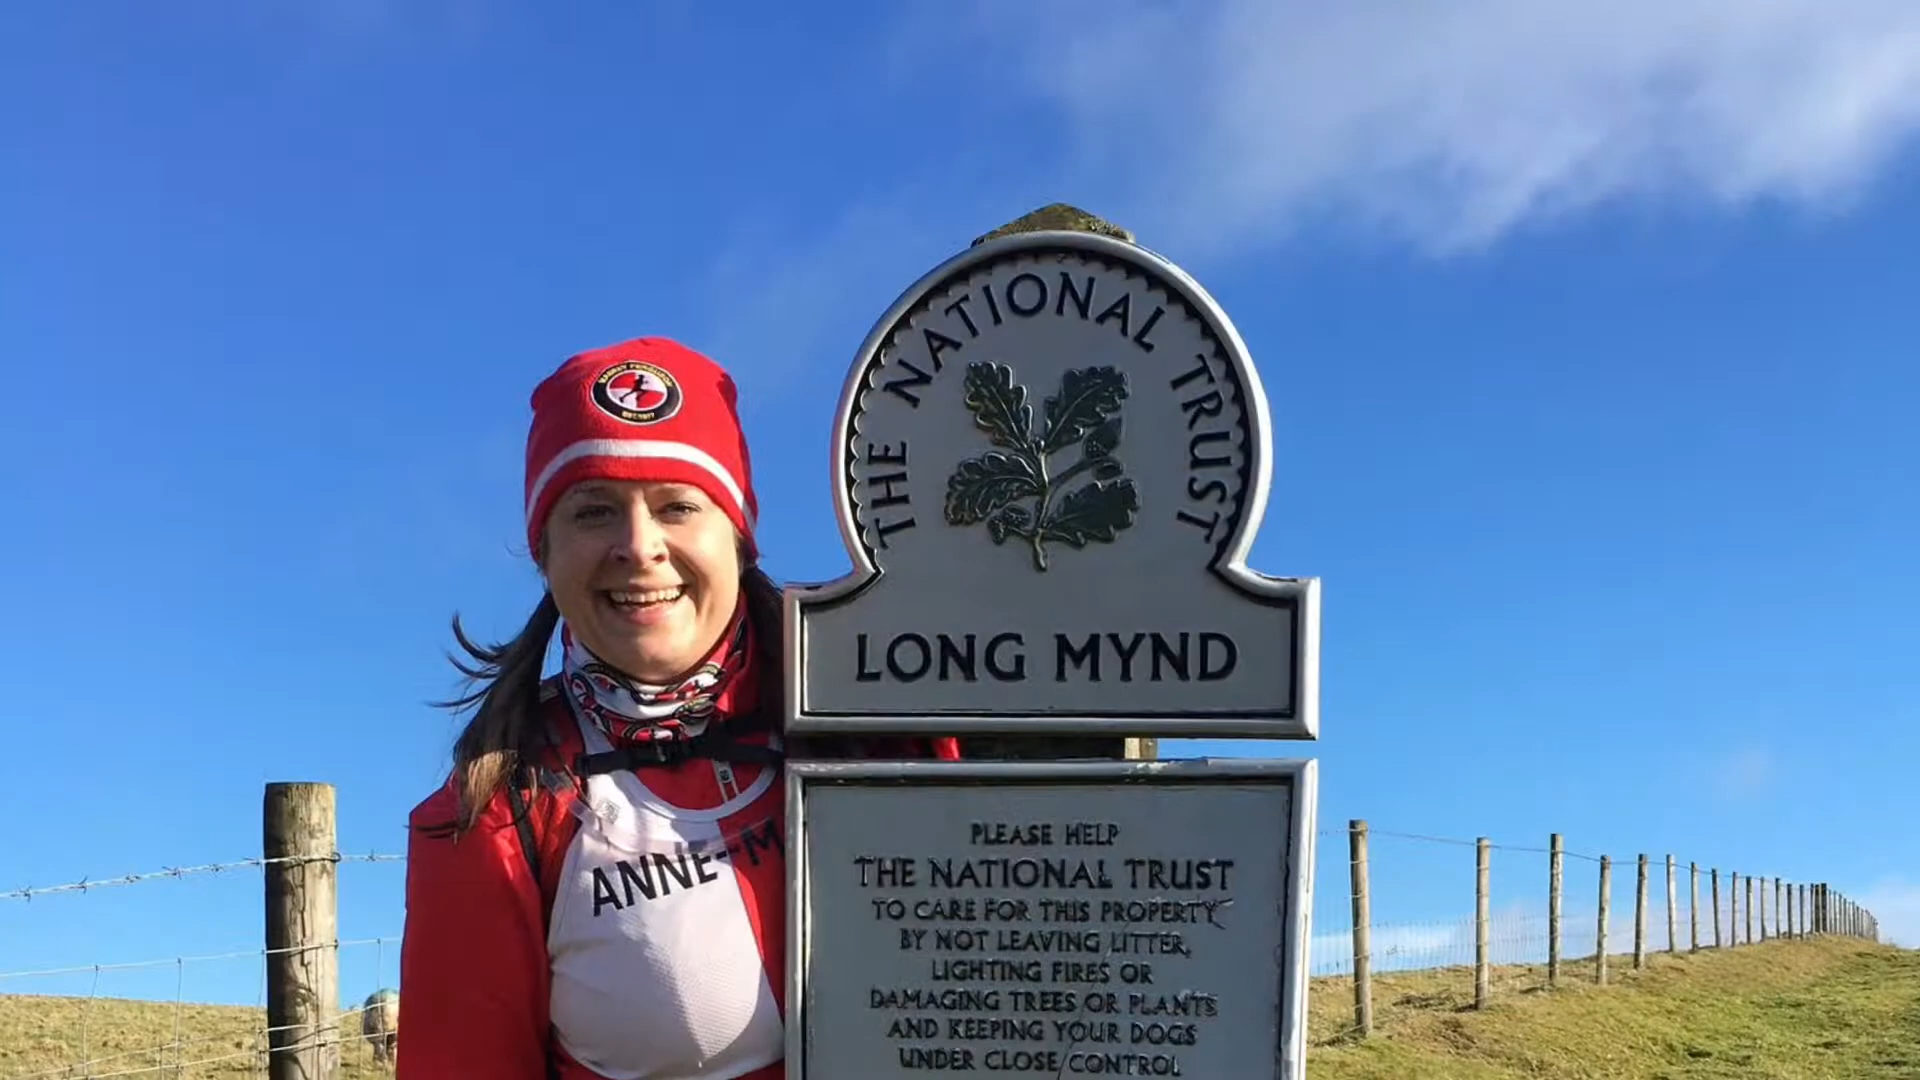 THE NATIONAL TRUST
LONG MYND
ANNE-M
PLEASE HELP
THE NATIONAL TRUST
TO CARE FOR THIS PROPERTY
BY NOT LEAVING LITTER,
LIGHTING FIRES OR
DAMAGING TREES OR PLANTS
AND KEEPING YOUR DOGS
UNDER CLOSE CONTROL